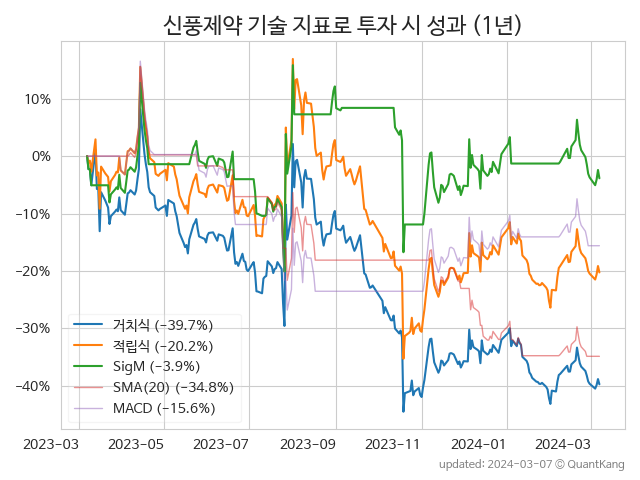 신풍제약 기술 지표로 투자 시 성과 (1년)
10%
0%
−10%
−20%
−30%
−40%
거치식 (−39.7%)
적립식 (−20.2%)
SigM (−3.9%)
SMA(20) (−34.8%)
MACD (−15.6%)
2023−03 2023−05 2023−07 2023−09 2023−11 2024−01 2024−03
updated: 2024−03−07 ⓒ QuantKang